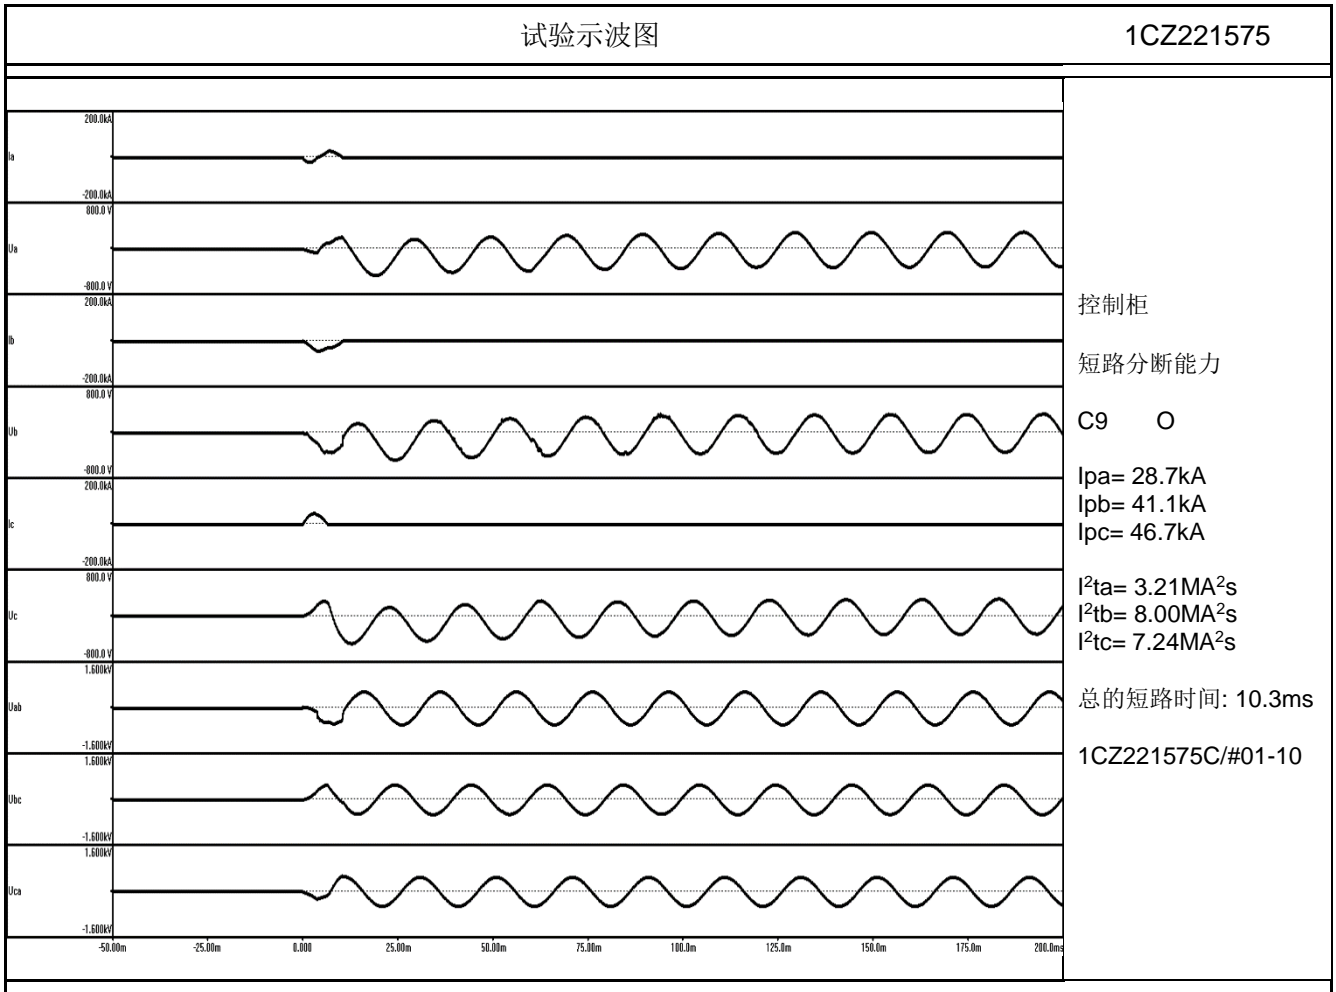 试验示波图
1CZ221575
200.0kA
Ia
-200.0kA
800.0 V
Ua
-800.0 V
200.0kA
Ib
-200.0kA
800.0 V
Ub
-800.0 V
200.0kA
Ic
-200.0kA
800.0 V
Uc
-800.0 V
1.600kV
Uab
-1.600kV
1.600kV
Ubc
-1.600kV
1.600kV
Uca
-1.600kV
-50.00m -25.00m 0.000 25.00m 50.00m 75.00m 100.0m 125.0m 150.0m 175.0m 200.0ms
控制柜
短路分断能力
C9 O
Ipa= 28.7kA
Ipb= 41.1kA
Ipc= 46.7kA
I²ta= 3.21MA²s
I²tb= 8.00MA²s
I²tc= 7.24MA²s
总的短路时间: 10.3ms
1CZ221575C/#01-10